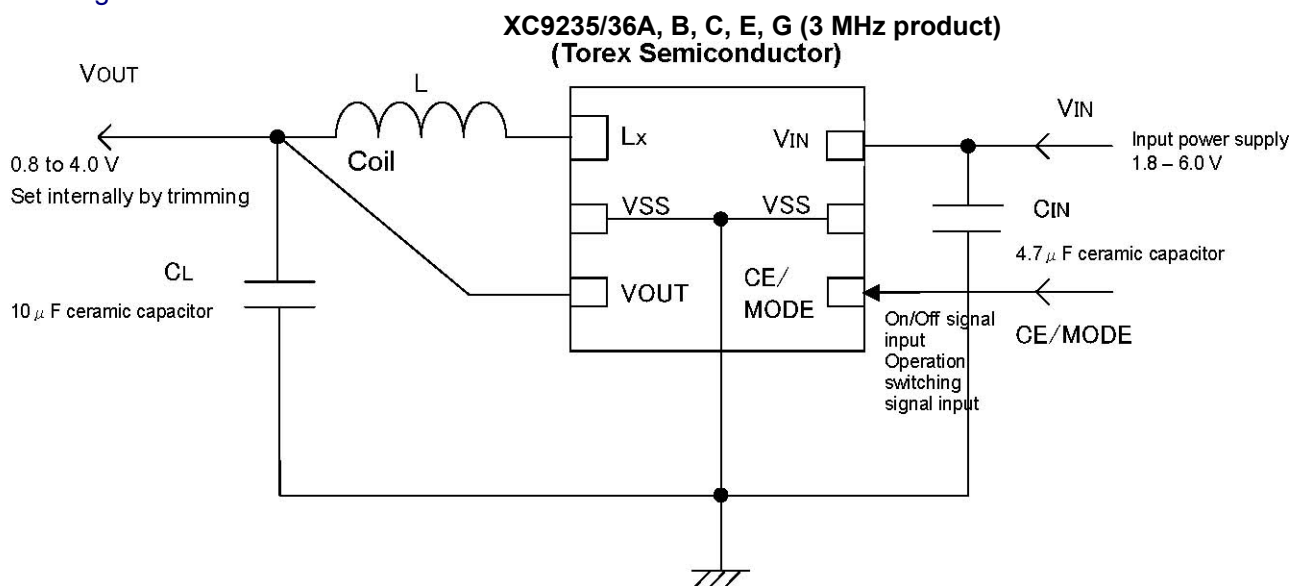 XC9235/36A, B, C, E, G (3 MHz product)
(Torex Semiconductor)
VOUT
L
Coil
0.8 to 4.0 V
Set internally by trimming
CL
10 μ F ceramic capacitor
Lx
VIN
VSS
VSS
VOUT
CE/
MODE
VIN
Input power supply
1.8 – 6.0 V
CIN
4.7 μ F ceramic capacitor
On/Off signal
input
Operation
switching
signal input
CE/MODE